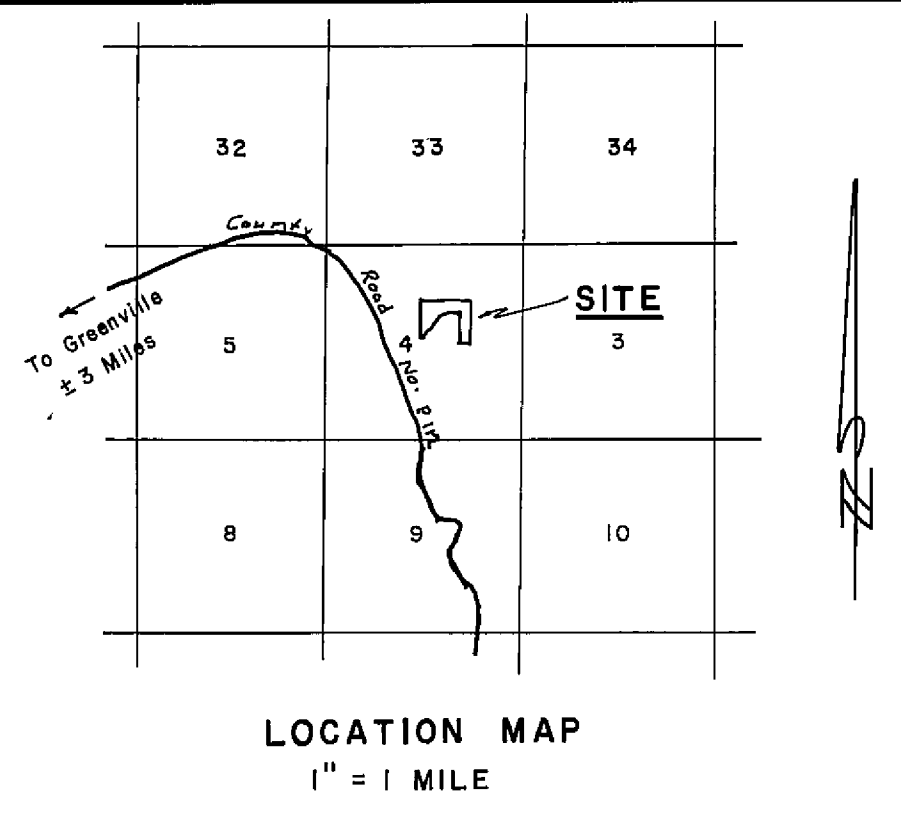 32 33 34
County
Road
SITE
To Greenville
± 3 Miles
5 4 3
No.
8 9 10
N
LOCATION MAP
1" = 1 MILE